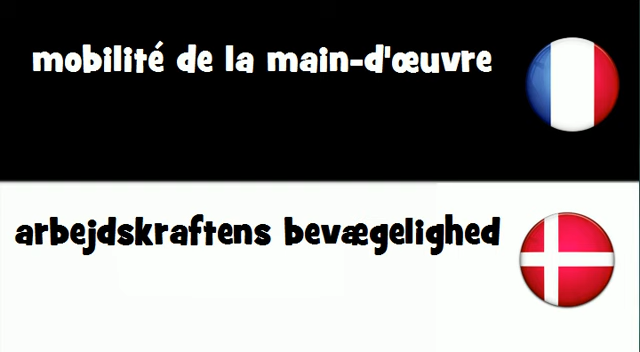 mobilité de la main-d'œuvre
arbejdskraftens bevægelighed